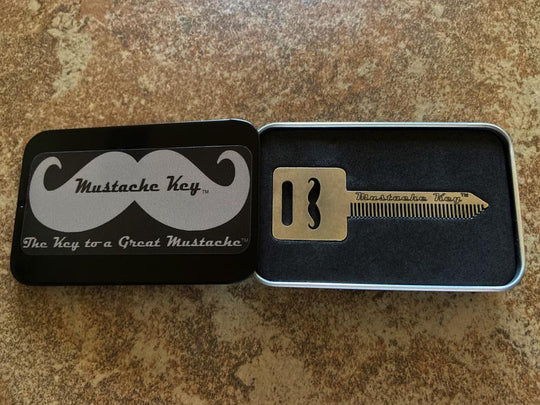 Mustache Key™
The Key to a Great Mustache™
Mustache Key™